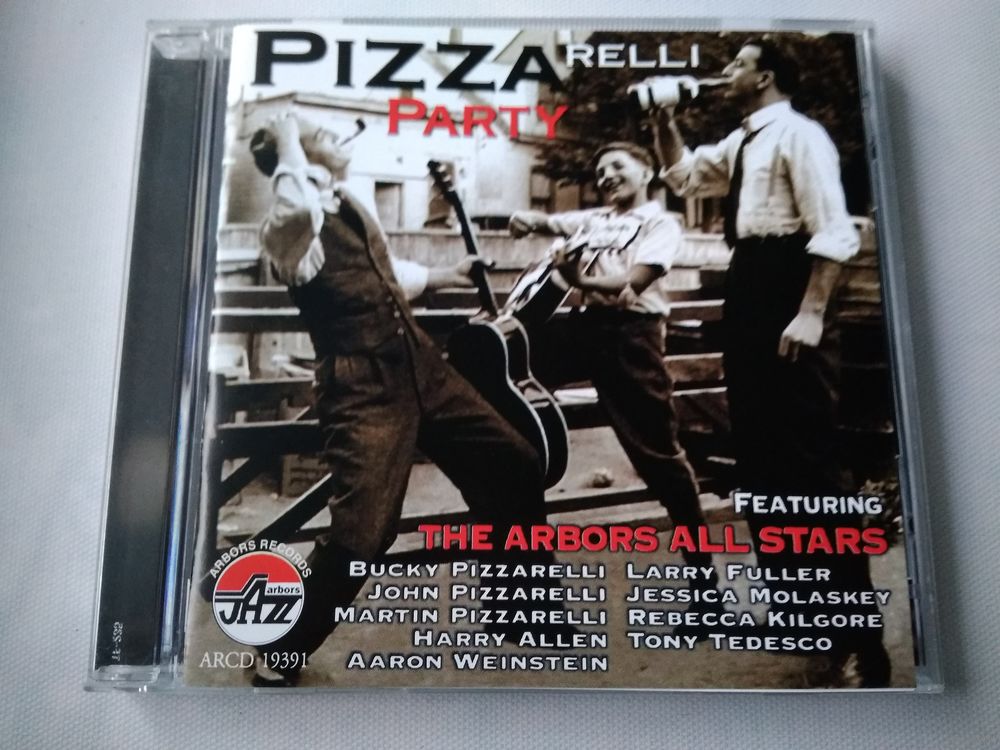 PIZZARELLI
PARTY
FEATURING
THE ARBORS ALL STARS
BUCKY PIZZARELLI LARRY FULLER
JOHN PIZZARELLI JESSICA MOLASKEY
MARTIN PIZZARELLI REBECCA KILGORE
HARRY ALLEN TONY TEDESCO
AARON WEINSTEIN
ARBORS RECORDS
arbors
JAZZ
ARCD 19391